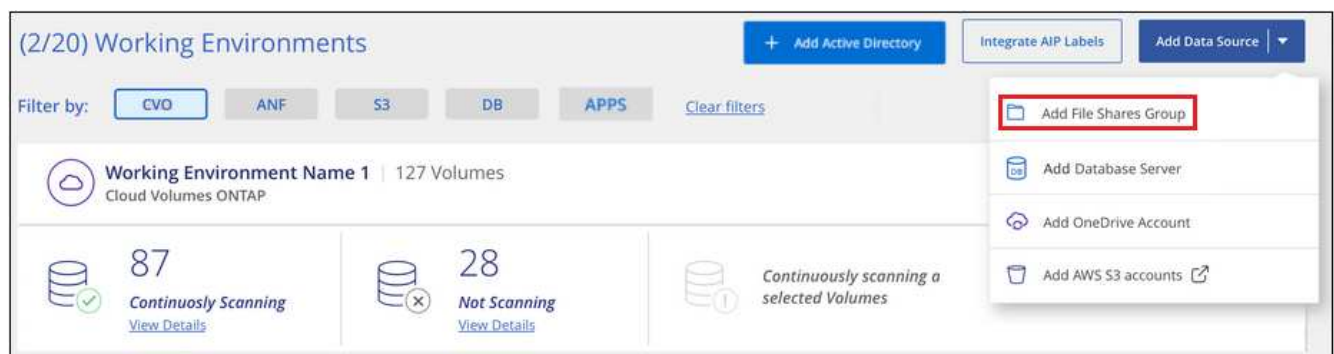 (2/20) Working Environments
+ Add Active Directory
Integrate AIP Labels
Add Data Source
Filter by:
CVO
ANF
S3
DB
APPS
Clear filters
Add File Shares Group
DB
Add Database Server
Add OneDrive Account
Add AWS S3 accounts
Working Environment Name 1 | 127 Volumes
Cloud Volumes ONTAP
87
Continuosly Scanning
View Details
28
Not Scanning
View Details
Continuously scanning a
selected Volumes